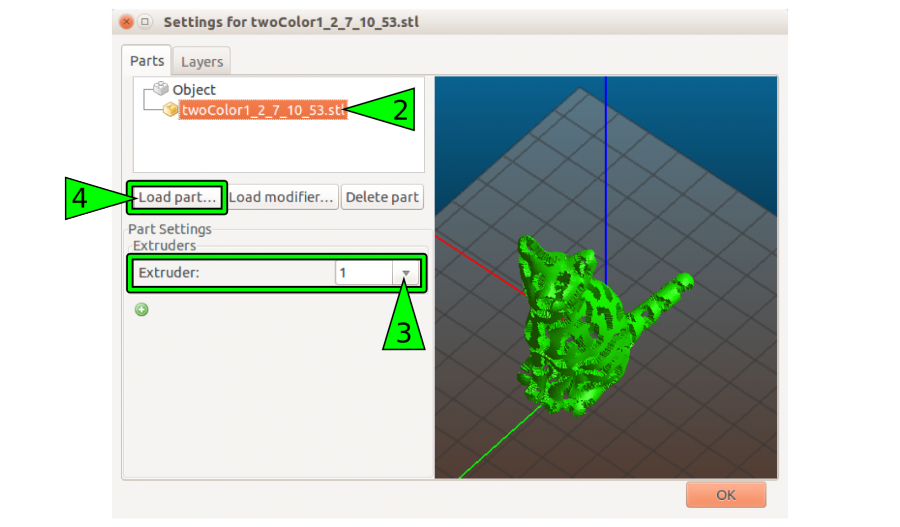 Settings for twoColor1_2_7_10_53.stl
Parts Layers
Object
twoColor1_2_7_10_53.stl
2
4
Load part... Load modifier... Delete part
Part Settings
Extruders
Extruder: 1
3
OK